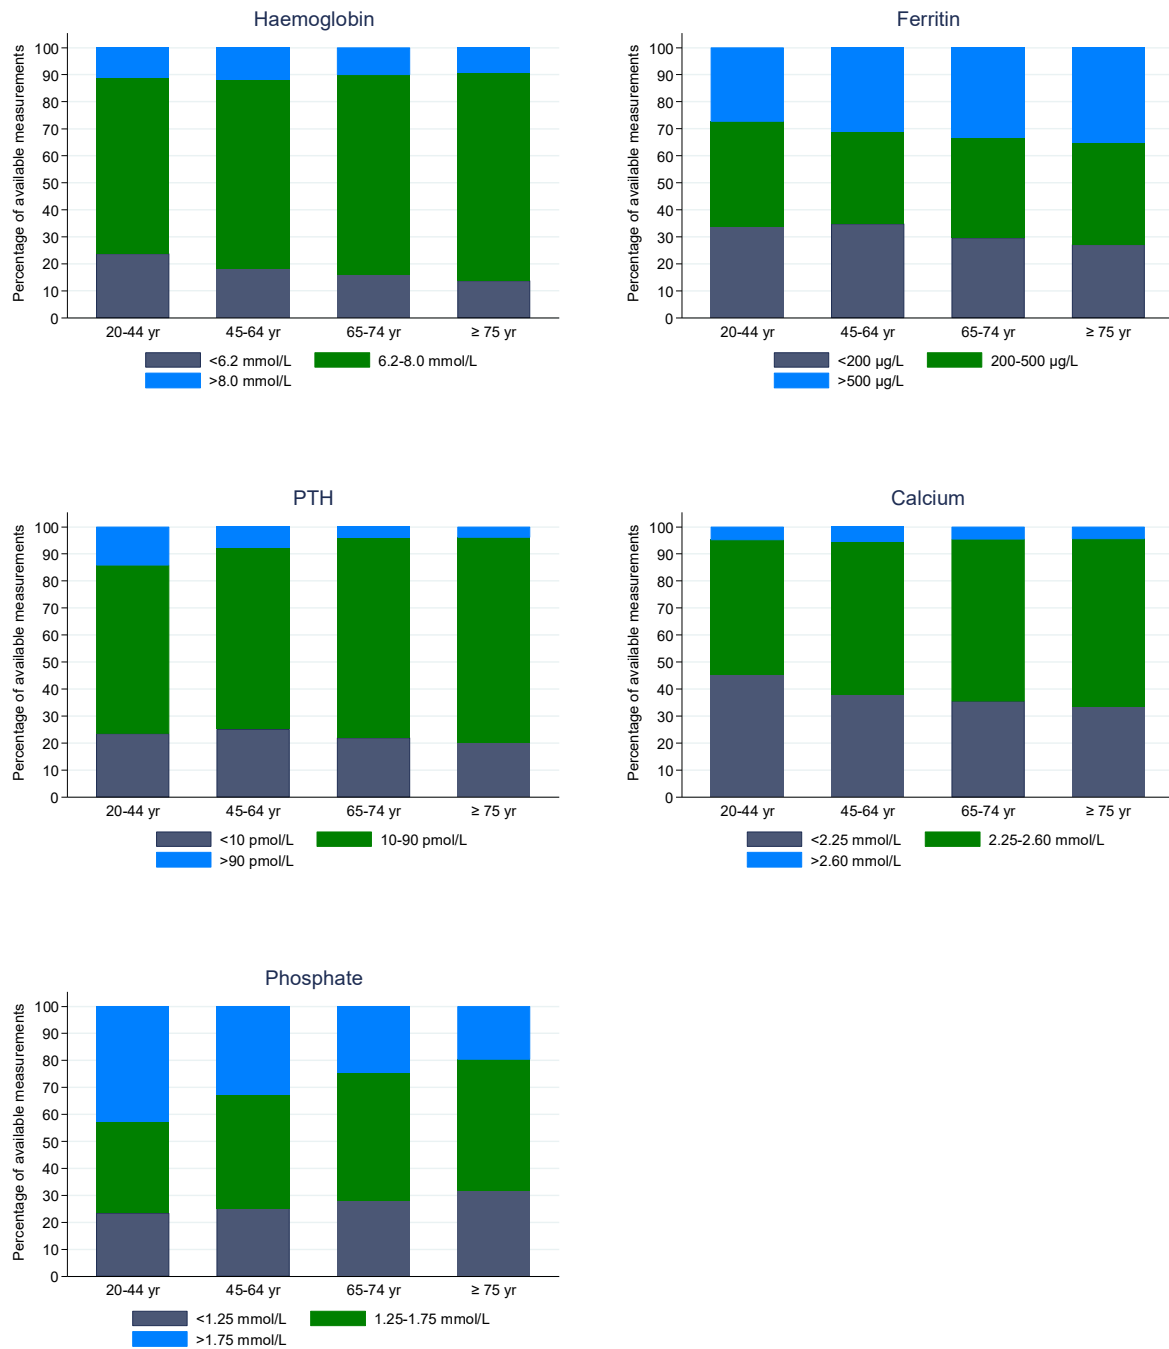 Haemoglobin
Percentage of available measurements
100
90
80
70
60
50
40
30
20
10
0
20-44 yr 45-64 yr 65-74 yr ≥ 75 yr
<6.2 mmol/L 6.2-8.0 mmol/L
>8.0 mmol/L
Ferritin
Percentage of available measurements
100
90
80
70
60
50
40
30
20
10
0
20-44 yr 45-64 yr 65-74 yr ≥ 75 yr
<200 µg/L 200-500 µg/L
>500 µg/L
PTH
Percentage of available measurements
100
90
80
70
60
50
40
30
20
10
0
20-44 yr 45-64 yr 65-74 yr ≥ 75 yr
<10 pmol/L 10-90 pmol/L
>90 pmol/L
Calcium
Percentage of available measurements
100
90
80
70
60
50
40
30
20
10
0
20-44 yr 45-64 yr 65-74 yr ≥ 75 yr
<2.25 mmol/L 2.25-2.60 mmol/L
>2.60 mmol/L
Phosphate
Percentage of available measurements
100
90
80
70
60
50
40
30
20
10
0
20-44 yr 45-64 yr 65-74 yr ≥ 75 yr
<1.25 mmol/L 1.25-1.75 mmol/L
>1.75 mmol/L